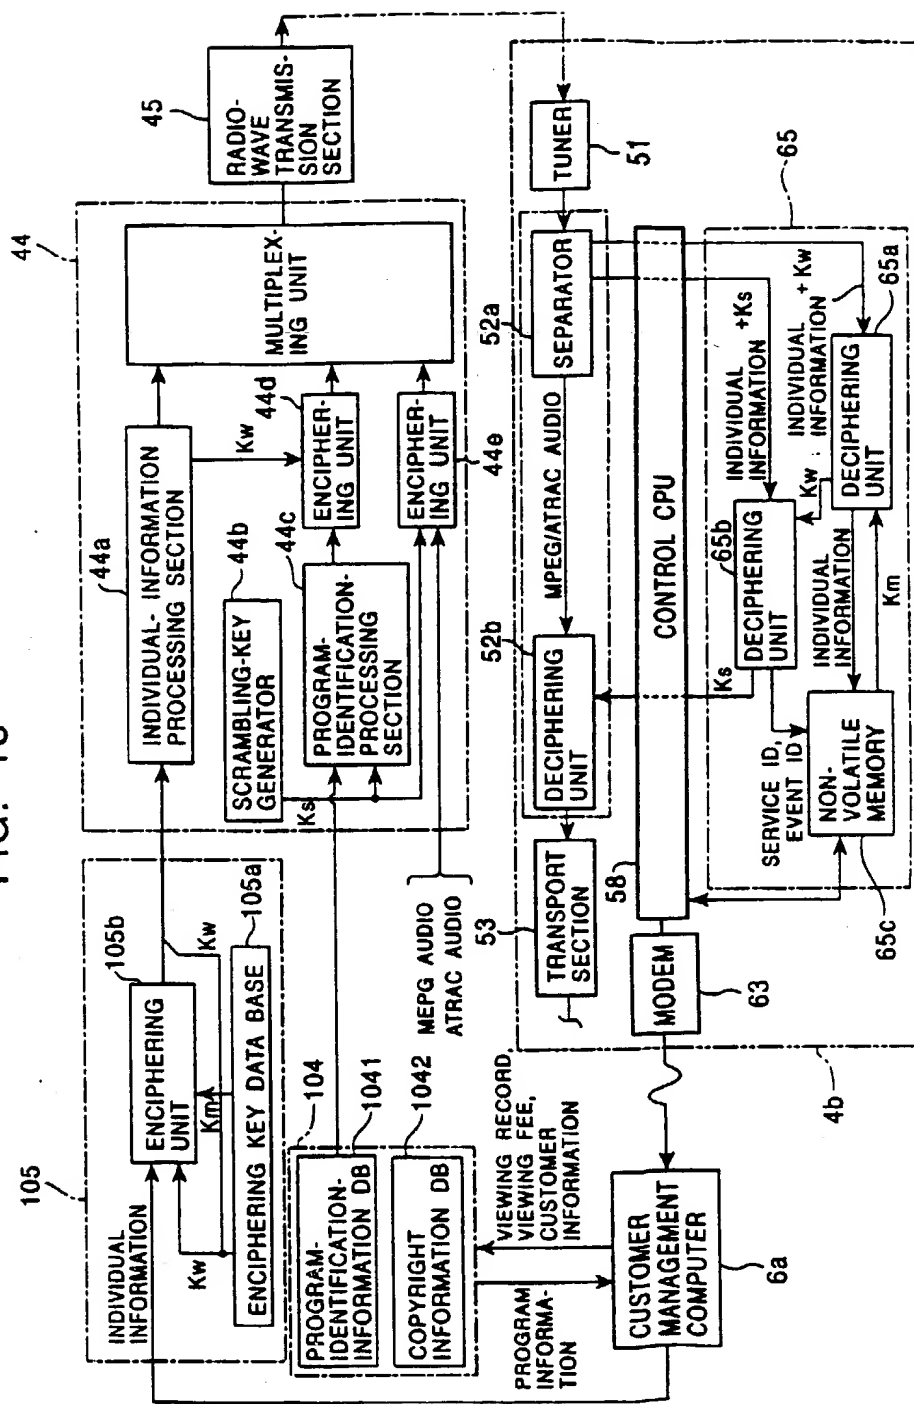 105
INDIVIDUAL
INFORMATION
105b
ENCIPHERING
UNIT
Kw
Km
Kw
105a
ENCIPHERING KEY DATA BASE
104
1041
PROGRAM-
IDENTIFICATION-
INFORMATION DB
1042
COPYRIGHT
INFORMATION DB
PROGRAM
INFORMA-
TION
VIEWING RECORD
VIEWING FEE,
CUSTOMER
INFORMATION
CUSTOMER
MANAGEMENT
COMPUTER
6a
44
44a
INDIVIDUAL- INFORMATION
PROCESSING SECTION
Kw
44b
SCRAMBLING-KEY
GENERATOR
Ks
44c
PROGRAM-
IDENTIFICATION-
PROCESSING
SECTION
44d
ENCIPHER-
ING UNIT
ENCIPHER-
ING UNIT
44e
MEPG AUDIO
ATRAC AUDIO
MULTIPLEX-
ING UNIT
45
RADIO-
WAVE
TRANSMIS-
SION
SECTION
TUNER
51
52a
SEPARATOR
MPEG/ATRAC AUDIO
52b
DECIPHERING
UNIT
53
TRANSPORT
SECTION
58
CONTROL CPU
MODEM
63
4b
65
INDIVIDUAL
INFORMATION +Ks
INDIVIDUAL
INFORMATION + Kw
65a
DECIPHERING
UNIT
Kw
65b
DECIPHERING
UNIT
Ks
INDIVIDUAL
INFORMATION
Km
SERVICE ID,
EVENT ID
NON-
VOLATILE
MEMORY
65c